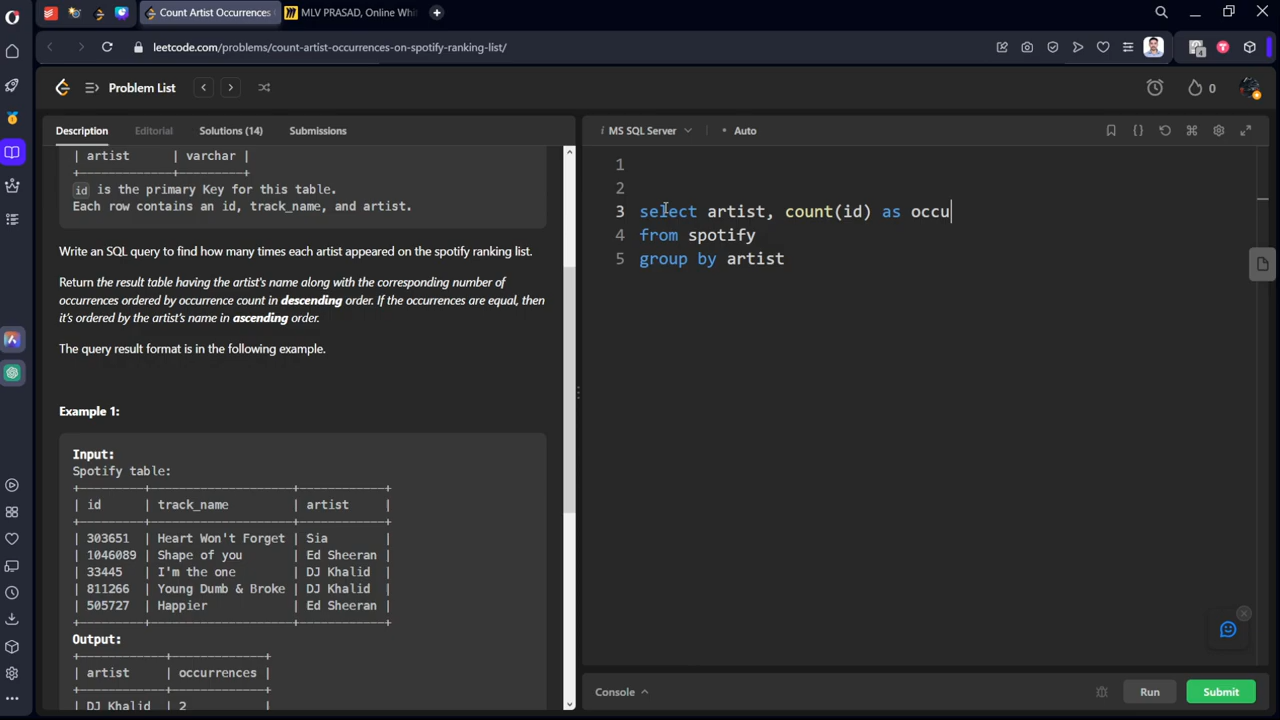 Count Artist Occurrences
MLV PRASAD, Online Whit
leetcode.com/problems/count-artist-occurrences-on-spotify-ranking-list/
4
Problem List
0
Description
Editorial
Solutions (14)
Submissions
i MS SQL Server
• Auto
| artist | varchar |
+-------------+---------+
id is the primary Key for this table.
Each row contains an id, track_name, and artist.
Write an SQL query to find how many times each artist appeared on the spotify ranking list.
Return the result table having the artist's name along with the corresponding number of
occurrences ordered by occurrence count in descending order. If the occurrences are equal, then
it's ordered by the artist's name in ascending order.
The query result format is in the following example.
Example 1:
Input:
Spotify table:
+---------+--------------------+------------+
| id | track_name | artist |
+---------+--------------------+------------+
| 303651 | Heart Won't Forget | Sia |
| 1046089 | Shape of you | Ed Sheeran |
| 33445 | I'm the one | DJ Khalid |
| 811266 | Young Dumb & Broke | DJ Khalid |
| 505727 | Happier | Ed Sheeran |
+---------+--------------------+------------+
Output:
+------------+-------------+
| artist | occurrences |
+------------+-------------+
| DJ Khalid | 2
1
2
3 select artist, count(id) as occu
4 from spotify
5 group by artist
Console
Run
Submit